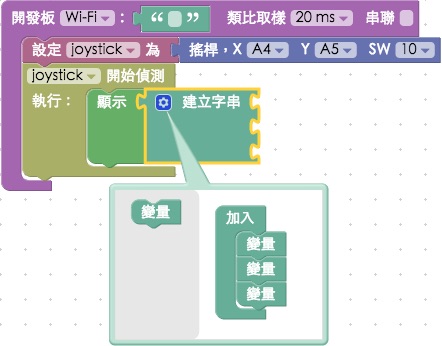 開發板 Wi-Fi ： “ ” 類比取樣 20 ms 串聯
設定 joystick 為 搖桿，X A4 Y A5 SW 10
joystick 開始偵測
執行： 顯示 建立字串
變量 加入
變量
變量
變量